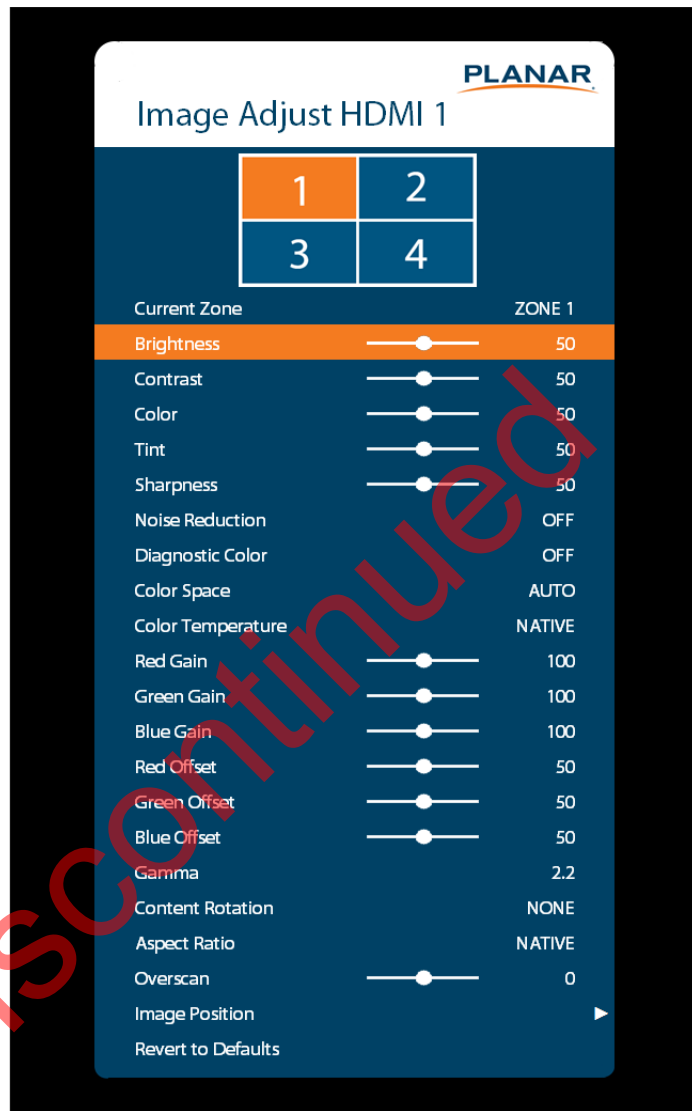 PLANAR
Image Adjust HDMI 1
1 2
3 4
Current Zone ZONE 1
Brightness 50
Contrast 50
Color 50
Tint 50
Sharpness 50
Noise Reduction OFF
Diagnostic Color OFF
Color Space AUTO
Color Temperature NATIVE
Red Gain 100
Green Gain 100
Blue Gain 100
Red Offset 50
Green Offset 50
Blue Offset 50
Gamma 2.2
Content Rotation NONE
Aspect Ratio NATIVE
Overscan 0
Image Position
Revert to Defaults
iscontinued